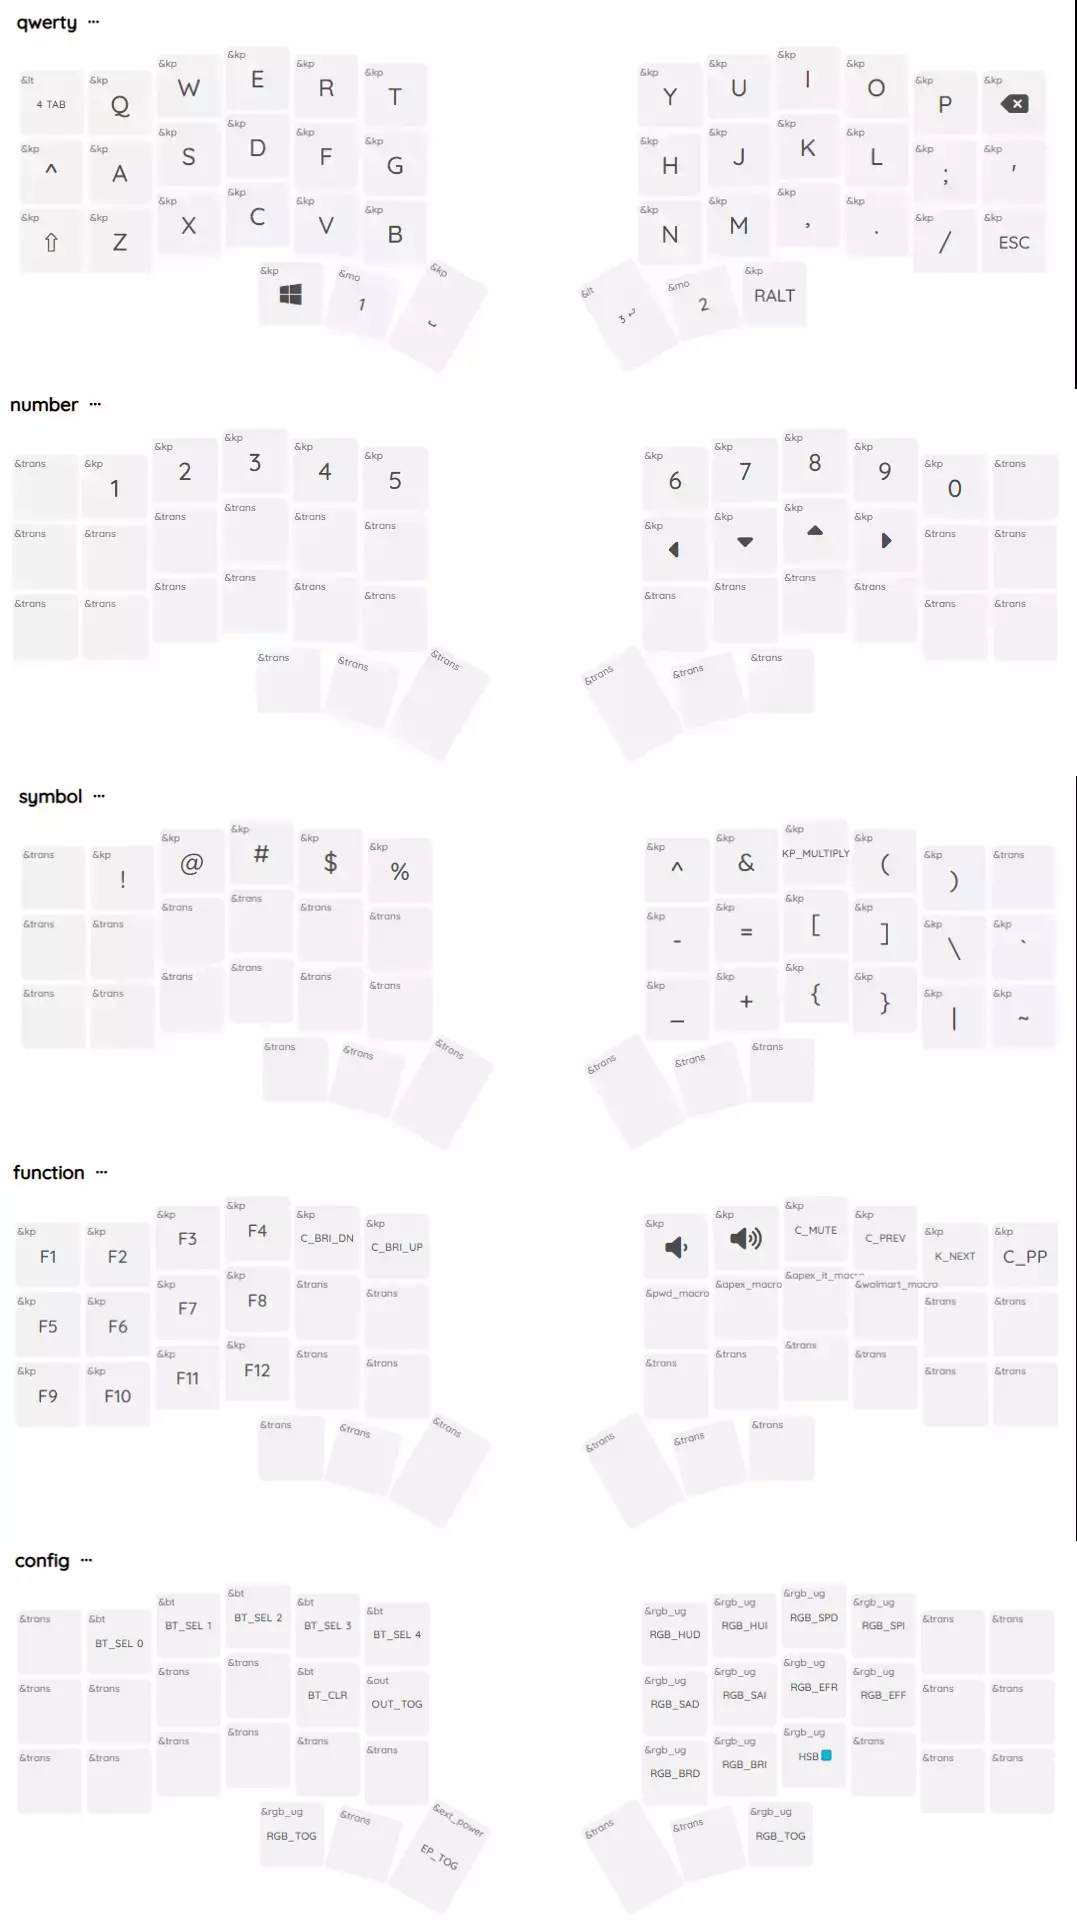 qwerty ...
&lt &kp &kp &kp &kp &kp &kp &kp &kp &kp &kp &kp
4 TAB Q W E R T Y U I O P
&kp &kp &kp &kp &kp &kp &kp &kp &kp &kp &kp &kp
^ A S D F G H J K L ; '
&kp &kp &kp &kp &kp &kp &kp &kp &kp &kp &kp &kp
⇧ Z X C V B N M , . / ESC
&kp &mo &kp &lt &mo &kp
1 ⎵ 3 ⏎ 2 RALT
number ...
&trans &kp &kp &kp &kp &kp &kp &kp &kp &kp &kp &trans
1 2 3 4 5 6 7 8 9 0
&trans &trans &trans &trans &trans &trans &kp &kp &kp &kp &trans &trans
&trans &trans &trans &trans &trans &trans &trans &trans &trans &trans &trans &trans
&trans &trans &trans &trans &trans &trans
symbol ...
&trans &kp &kp &kp &kp &kp &kp &kp &kp &kp &kp &trans
! @ # $ % ^ & KP_MULTIPLY ( )
&trans &trans &trans &trans &trans &trans &kp &kp &kp &kp &kp &kp
- = [ ] \ `
&trans &trans &trans &trans &trans &trans &kp &kp &kp &kp &kp &kp
_ + { } | ~
&trans &trans &trans &trans &trans &trans
function ...
&kp &kp &kp &kp &kp &kp &kp &kp &kp &kp &kp &kp
F1 F2 F3 F4 C_BRI_DN C_BRI_UP C_MUTE C_PREV K_NEXT C_PP
&kp &kp &kp &kp &trans &trans &pwd_macro &apex_macro &apex_it_macro &walmart_macro &trans &trans
F5 F6 F7 F8
&kp &kp &kp &kp &trans &trans &trans &trans &trans &trans &trans &trans
F9 F10 F11 F12
&trans &trans &trans &trans &trans &trans
config ...
&trans &bt &bt &bt &bt &bt &rgb_ug &rgb_ug &rgb_ug &rgb_ug &trans &trans
BT_SEL 0 BT_SEL 1 BT_SEL 2 BT_SEL 3 BT_SEL 4 RGB_HUD RGB_HUI RGB_SPD RGB_SPI
&trans &trans &trans &trans &bt &out &rgb_ug &rgb_ug &rgb_ug &rgb_ug &trans &trans
BT_CLR OUT_TOG RGB_SAD RGB_SAI RGB_EFR RGB_EFF
&trans &trans &trans &trans &trans &trans &rgb_ug &rgb_ug &rgb_ug &trans &trans &trans
RGB_BRD RGB_BRI HSB
&rgb_ug &trans &ext_power &trans &trans &rgb_ug
RGB_TOG EP_TOG RGB_TOG